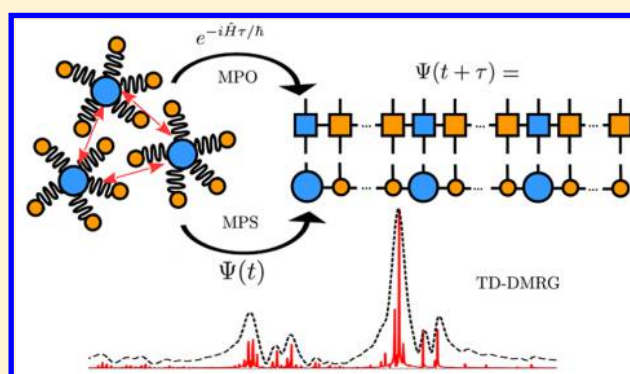 e^{-iĤτ/ħ}
MPO
Ψ(t + τ) =
... ... ...
... ... ...
MPS
Ψ(t)
TD-DMRG